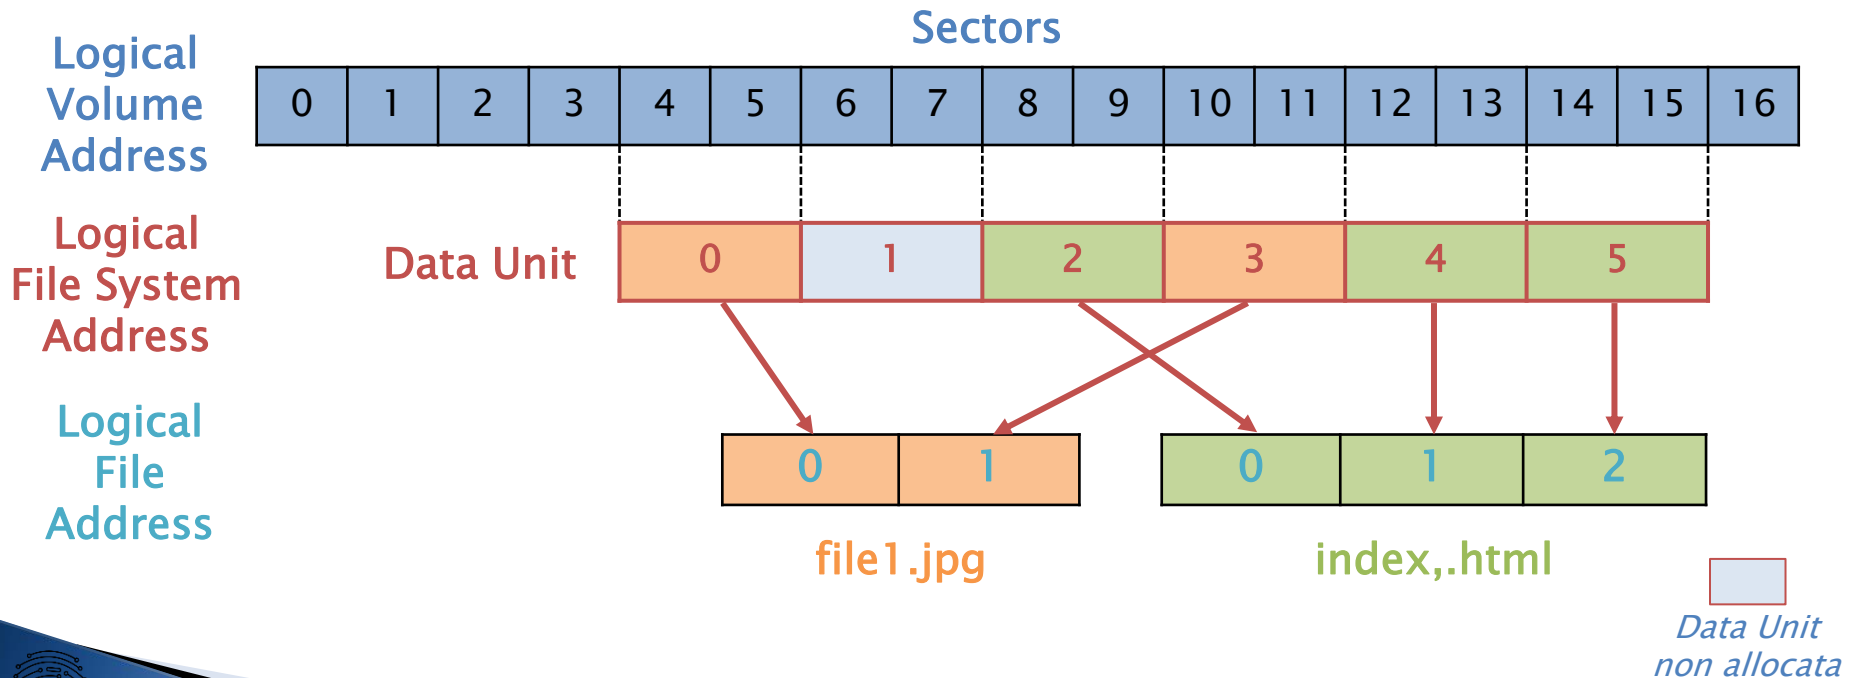 Sectors
Logical
Volume
Address
0 1 2 3 4 5 6 7 8 9 10 11 12 13 14 15 16
Logical
File System
Address
Data Unit
0 1 2 3 4 5
Logical
File
Address
0 1
0 1 2
file1.jpg
index,.html
Data Unit
non allocata